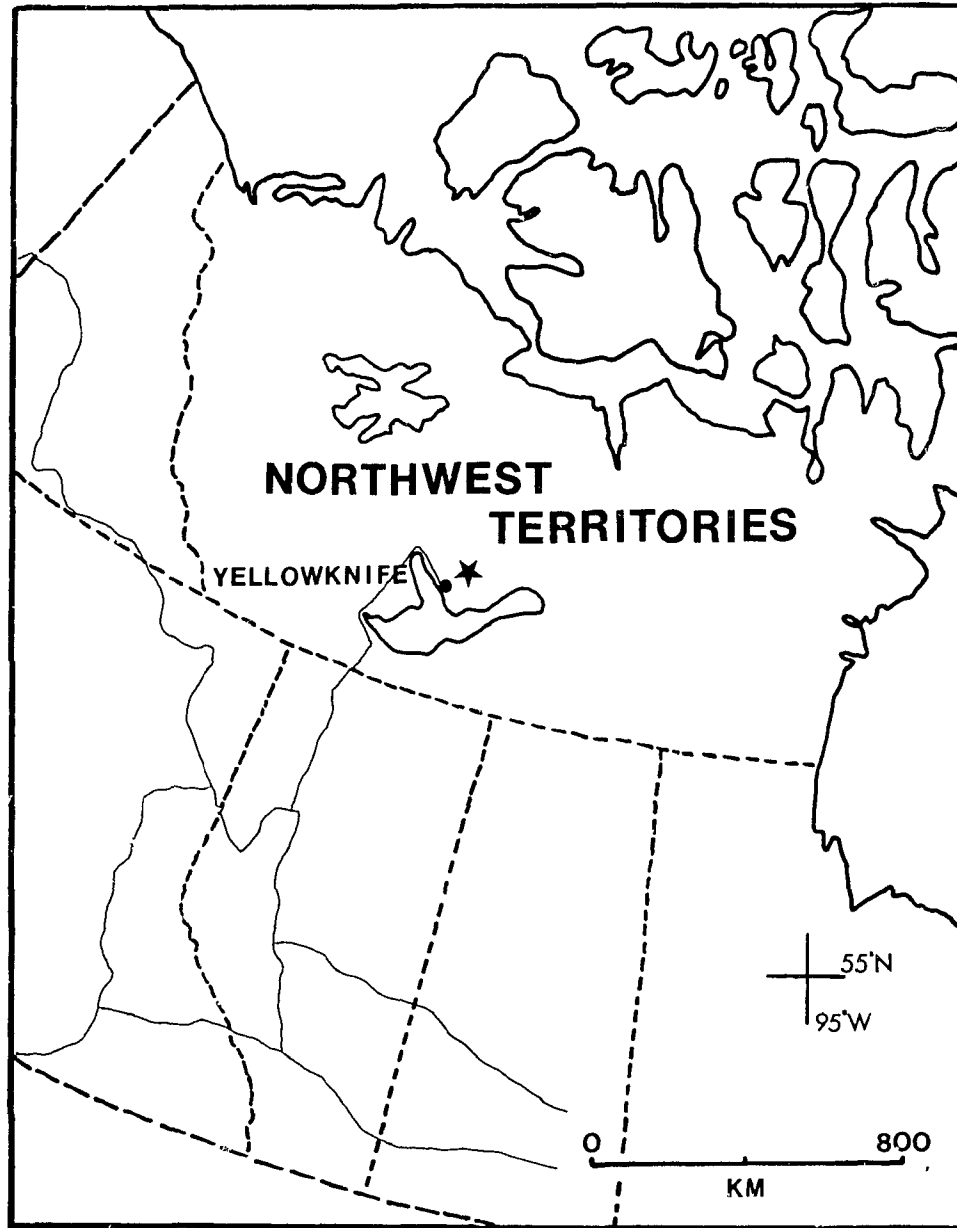 NORTHWEST
TERRITORIES
YELLOWKNIFE
55°N
95°W
0 800
KM